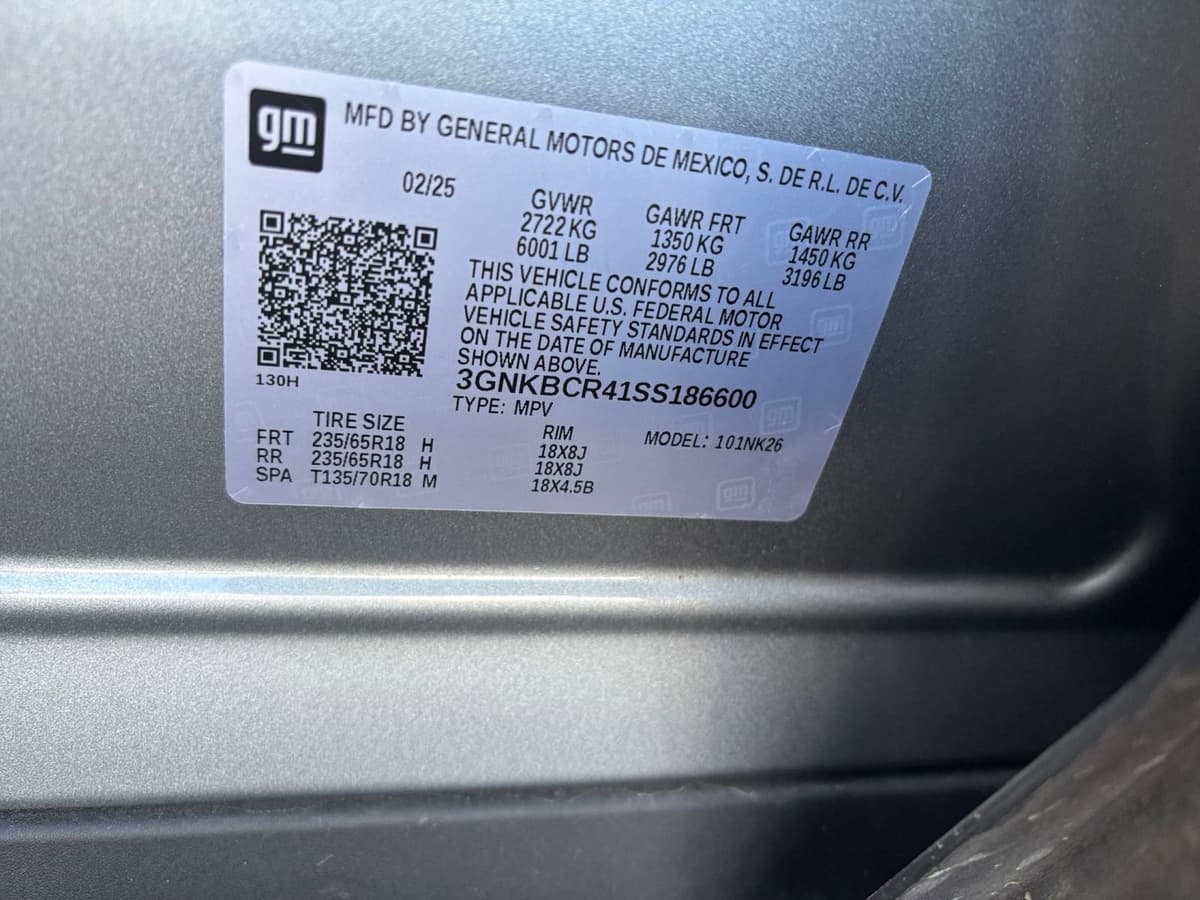 gm
MFD BY GENERAL MOTORS DE MEXICO, S. DE R.L. DE C.V.
02/25
GVWR
2722 KG
6001 LB
GAWR FRT
1350 KG
2976 LB
GAWR RR
1450 KG
3196 LB
THIS VEHICLE CONFORMS TO ALL
APPLICABLE U.S. FEDERAL MOTOR
VEHICLE SAFETY STANDARDS IN EFFECT
ON THE DATE OF MANUFACTURE
SHOWN ABOVE.
3GNKBCR41SS186600
130H
TYPE: MPV
MODEL: 101NK26
TIRE SIZE RIM
FRT 235/65R18 H 18X8J
RR 235/65R18 H 18X8J
SPA T135/70R18 M 18X4.5B